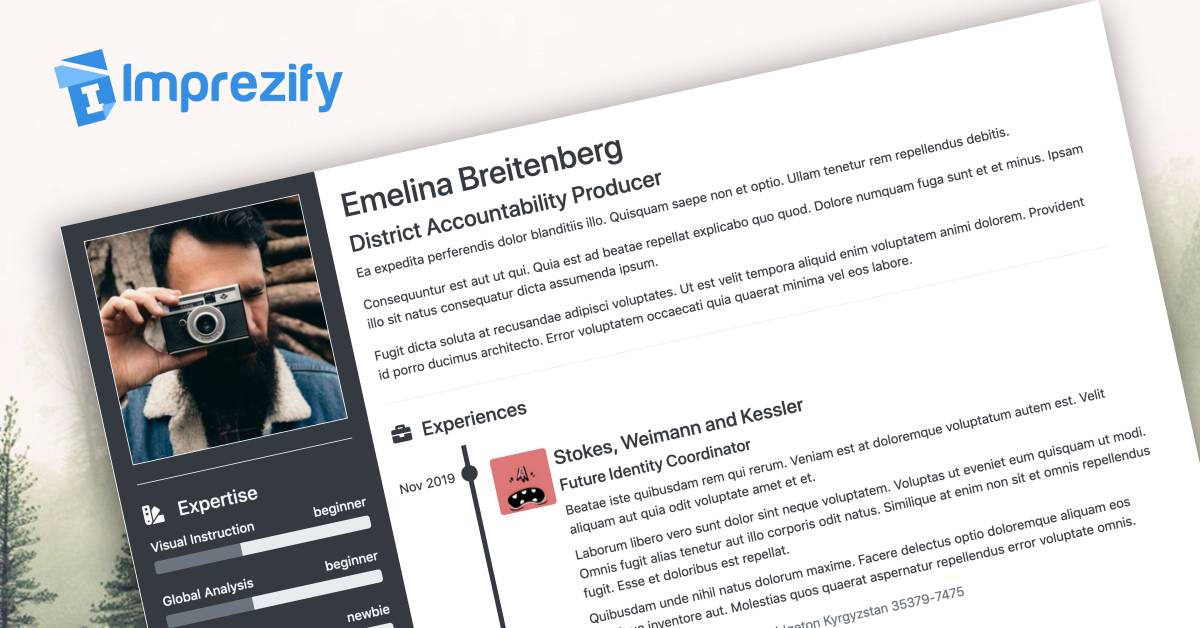 Imprezify
Emelina Breitenberg
District Accountability Producer
Ea expedita perferendis dolor blanditiis illo. Quisquam saepe non et optio. Ullam tenetur rem repellendus debitis.
Consequuntur est aut ut qui. Quia est ad beatae repellat explicabo quo quod. Dolore numquam fuga sunt et et minus. Ipsam
illo sit natus consequatur dicta assumenda ipsum.
Fugit dicta soluta at recusandae adipisci voluptates. Ut est velit tempora aliquid enim voluptatem animi dolorem. Provident
id porro ducimus architecto. Error voluptatem occaecati quia quaerat minima vel eos labore.
Experiences
Nov 2019
Stokes, Weimann and Kessler
Future Identity Coordinator
Beatae iste quibusdam rem qui rerum. Veniam est at doloremque voluptatum autem est. Velit
aliquam aut quia odit voluptate amet et et.
Laborum libero vero sunt dolor sint neque voluptatem. Voluptas ut eveniet eum quisquam ut modi.
Omnis fugit alias tenetur aut illo corporis odit natus. Similique at enim non sit et omnis repellendus
fugit. Esse et doloribus est repellat.
Quibusdam unde nihil natus dolorum maxime. Facere delectus optio doloremque aliquam eos
inventore aut. Molestias quos quaerat aspernatur repellendus error voluptate omnis.
Kyrgyzstan 35379-7475
Expertise
Visual Instruction beginner
Global Analysis beginner
newbie